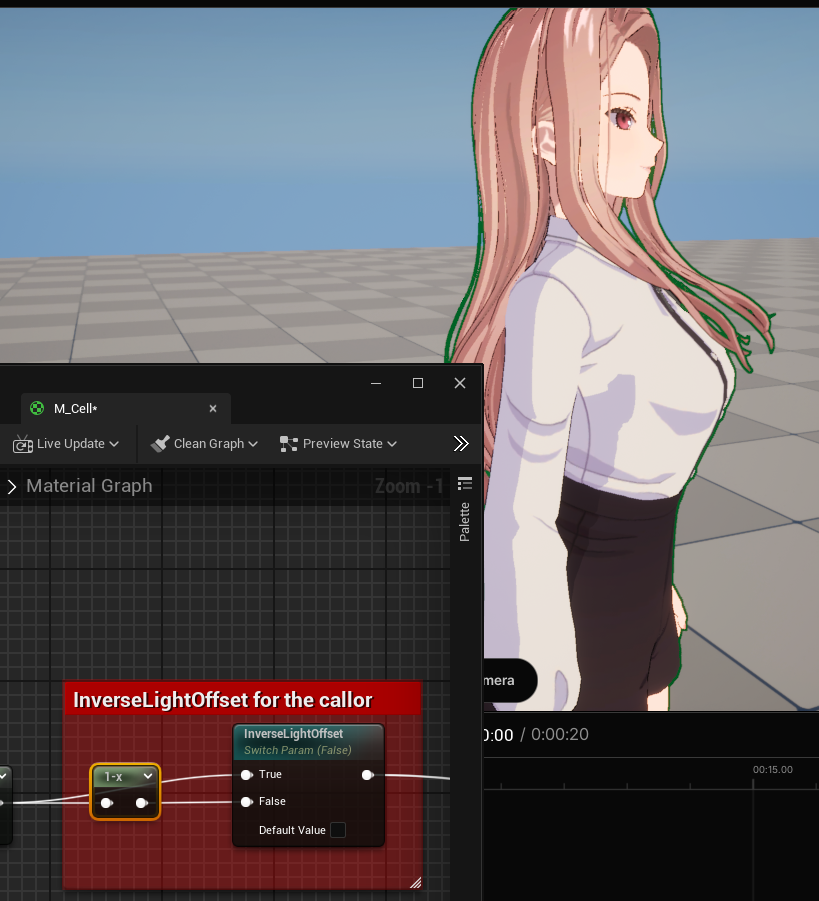 M_Cell*
Live Update
Clean Graph
Preview State
Material Graph
Zoom -1
Palette
InverseLightOffset for the callor
InverseLightOffset
Switch Param (False)
1-x
True
False
Default Value
mera
0:00 / 0:00:20
00:15.00